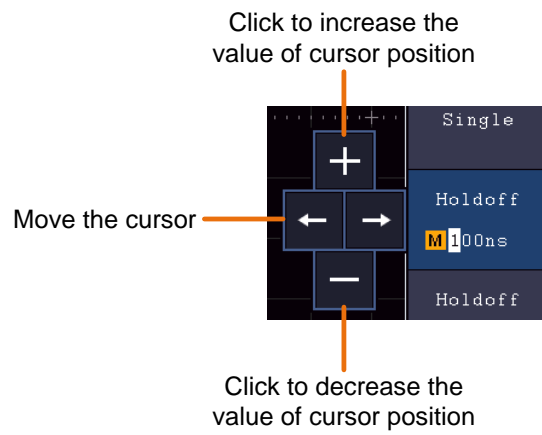 Click to increase the
value of cursor position
Single
+
Move the cursor
← →
Holdoff
M 100ns
−
Holdoff
Click to decrease the
value of cursor position